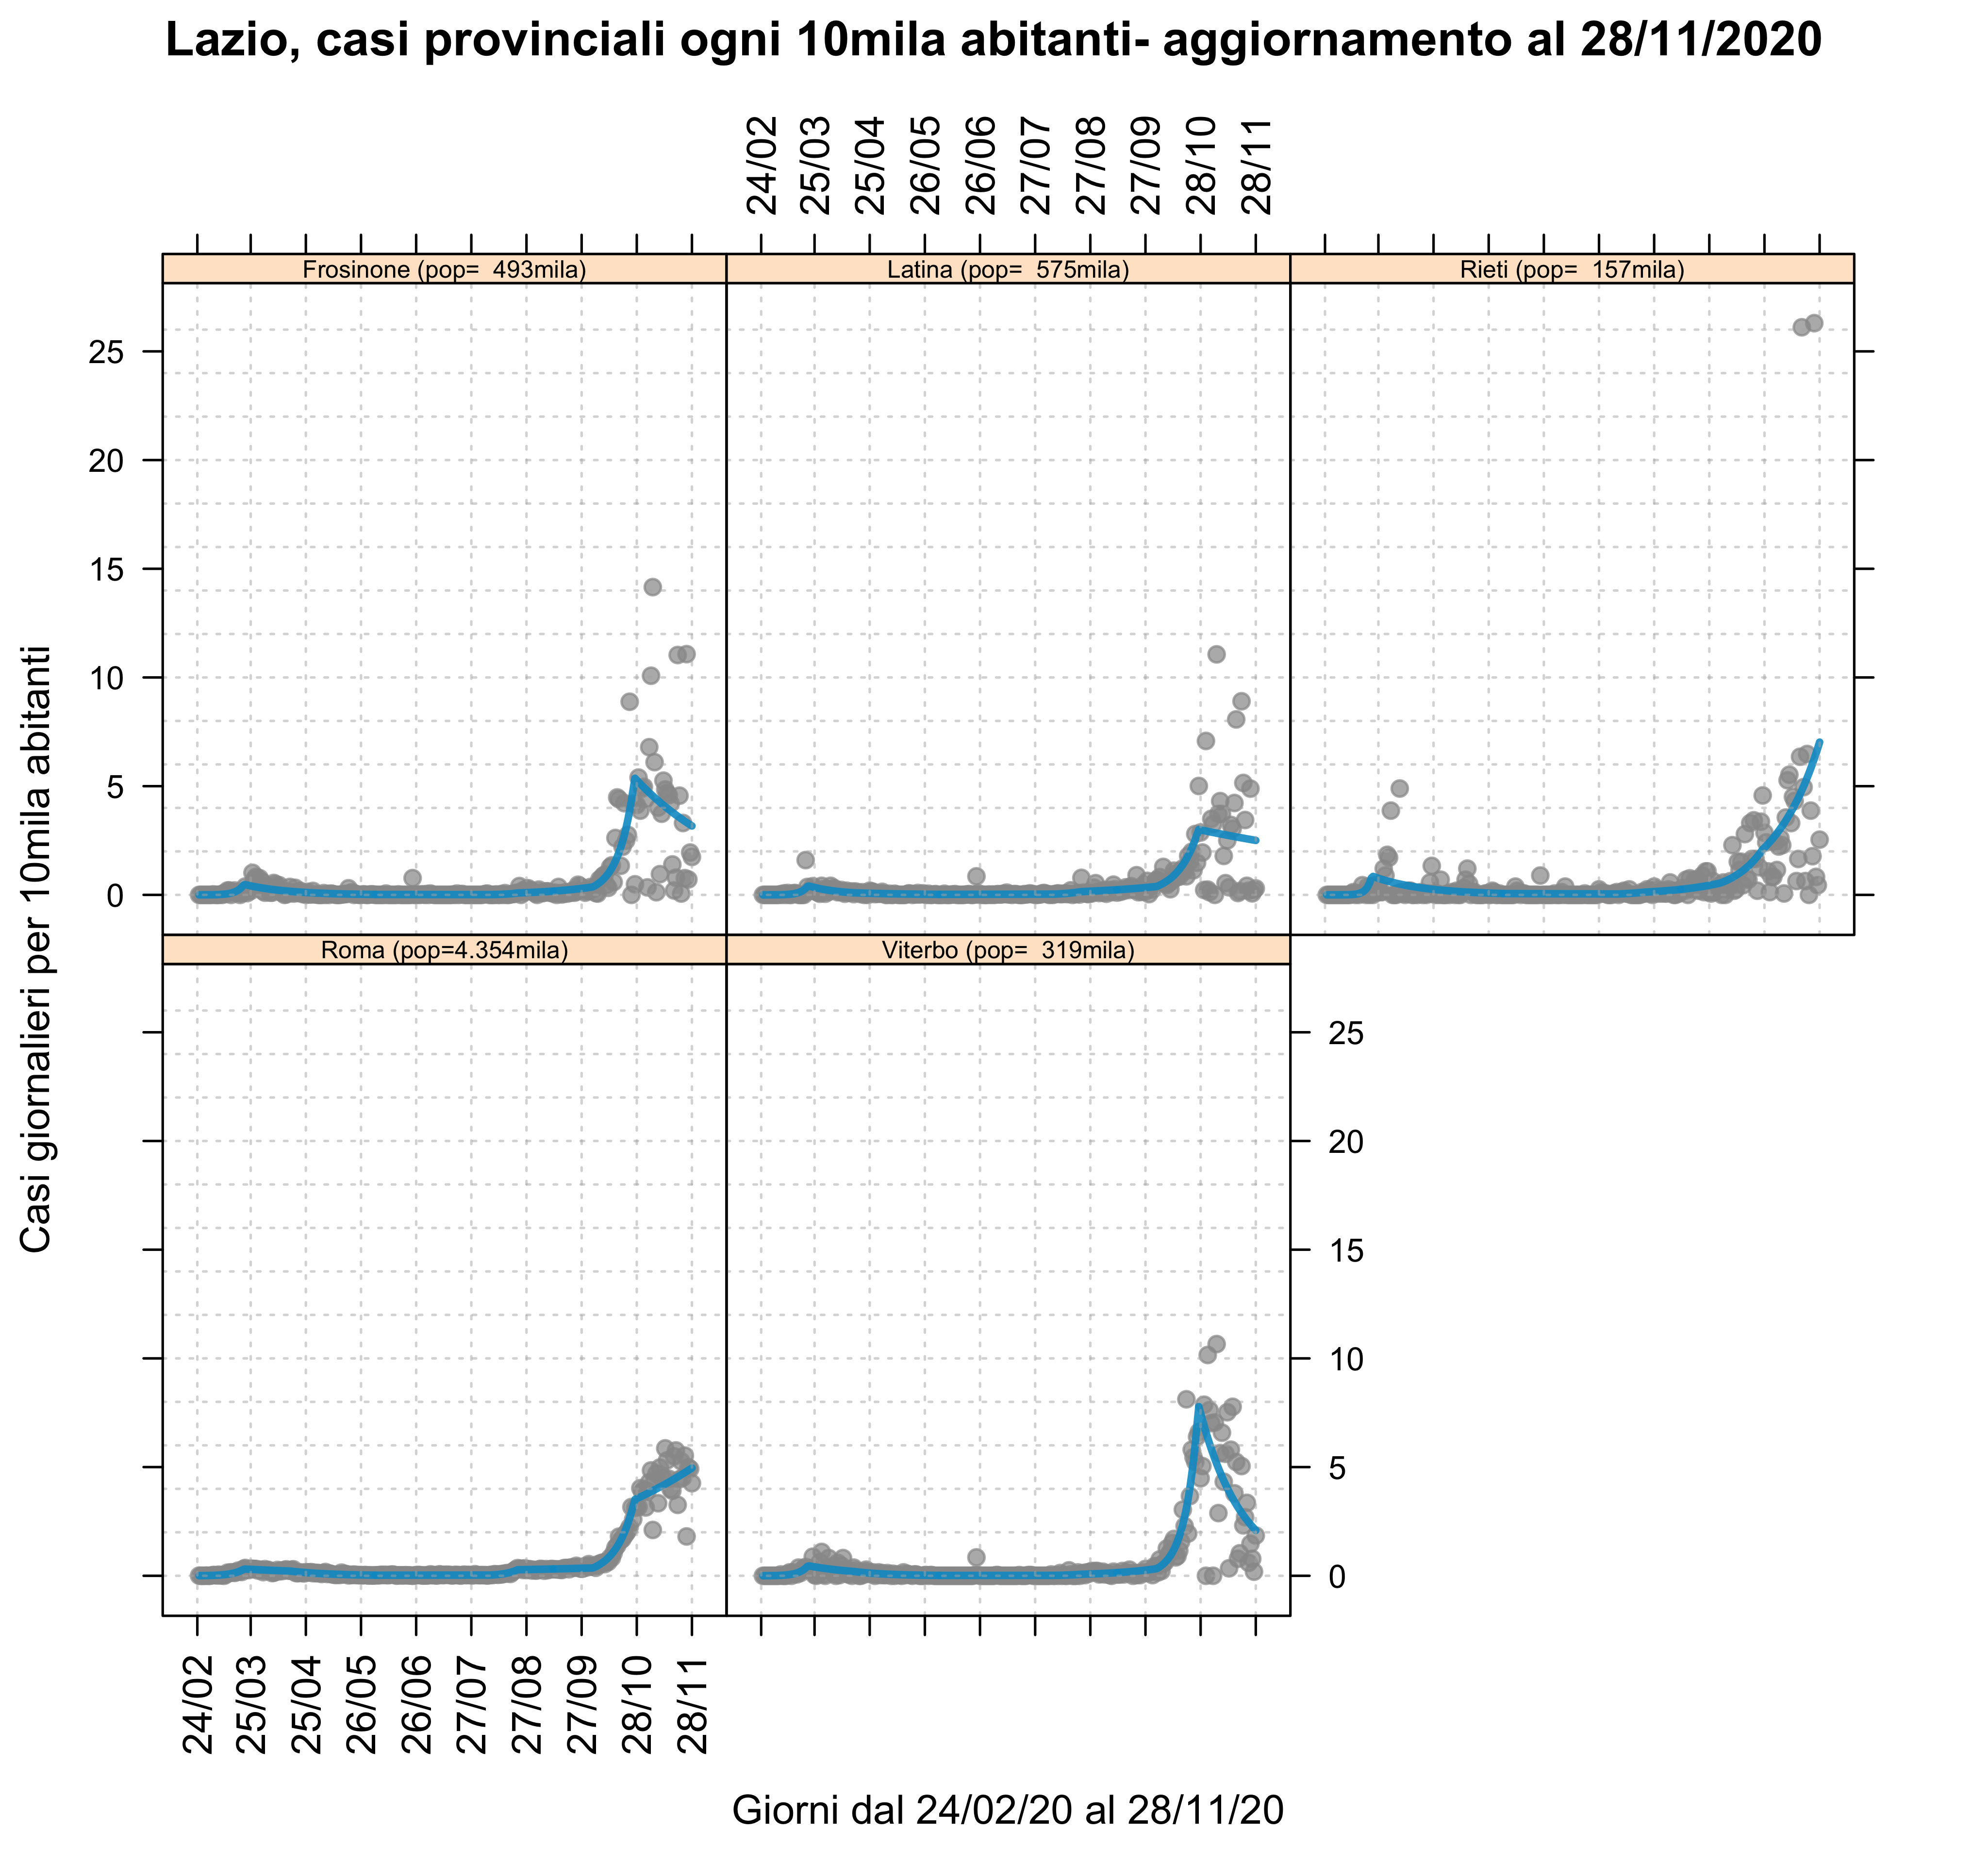 Lazio, casi provinciali ogni 10mila abitanti- aggiornamento al 28/11/2020
24/02 25/03 25/04 26/05 26/06 27/07 27/08 27/09 28/10 28/11
Frosinone (pop=  493mila) Latina (pop=  575mila) Rieti (pop=  157mila)
25
20
15
10
5
0
Casi giornalieri per 10mila abitanti
Roma (pop=4.354mila) Viterbo (pop=  319mila)
25
20
15
10
5
0
24/02 25/03 25/04 26/05 26/06 27/07 27/08 27/09 28/10 28/11
Giorni dal 24/02/20 al 28/11/20